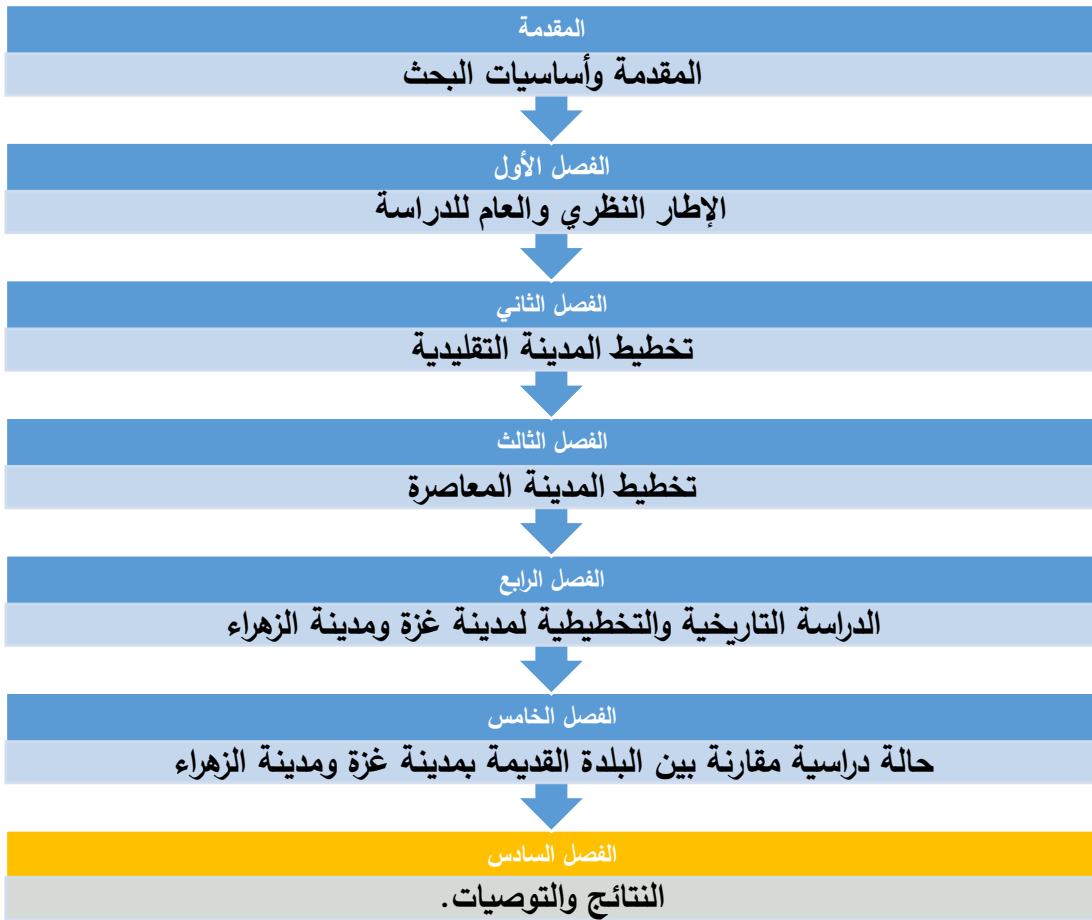 المقدمة
المقدمة وأساسيات البحث
الفصل الأول
الإطار النظري والعام للدراسة
الفصل الثاني
تخطيط المدينة التقليدية
الفصل الثالث
تخطيط المدينة المعاصرة
الفصل الرابع
الدراسة التاريخية والتخطيطية لمدينة غزة ومدينة الزهراء
الفصل الخامس
حالة دراسية مقارنة بين البلدة القديمة بمدينة غزة ومدينة الزهراء
الفصل السادس
النتائج والتوصيات.